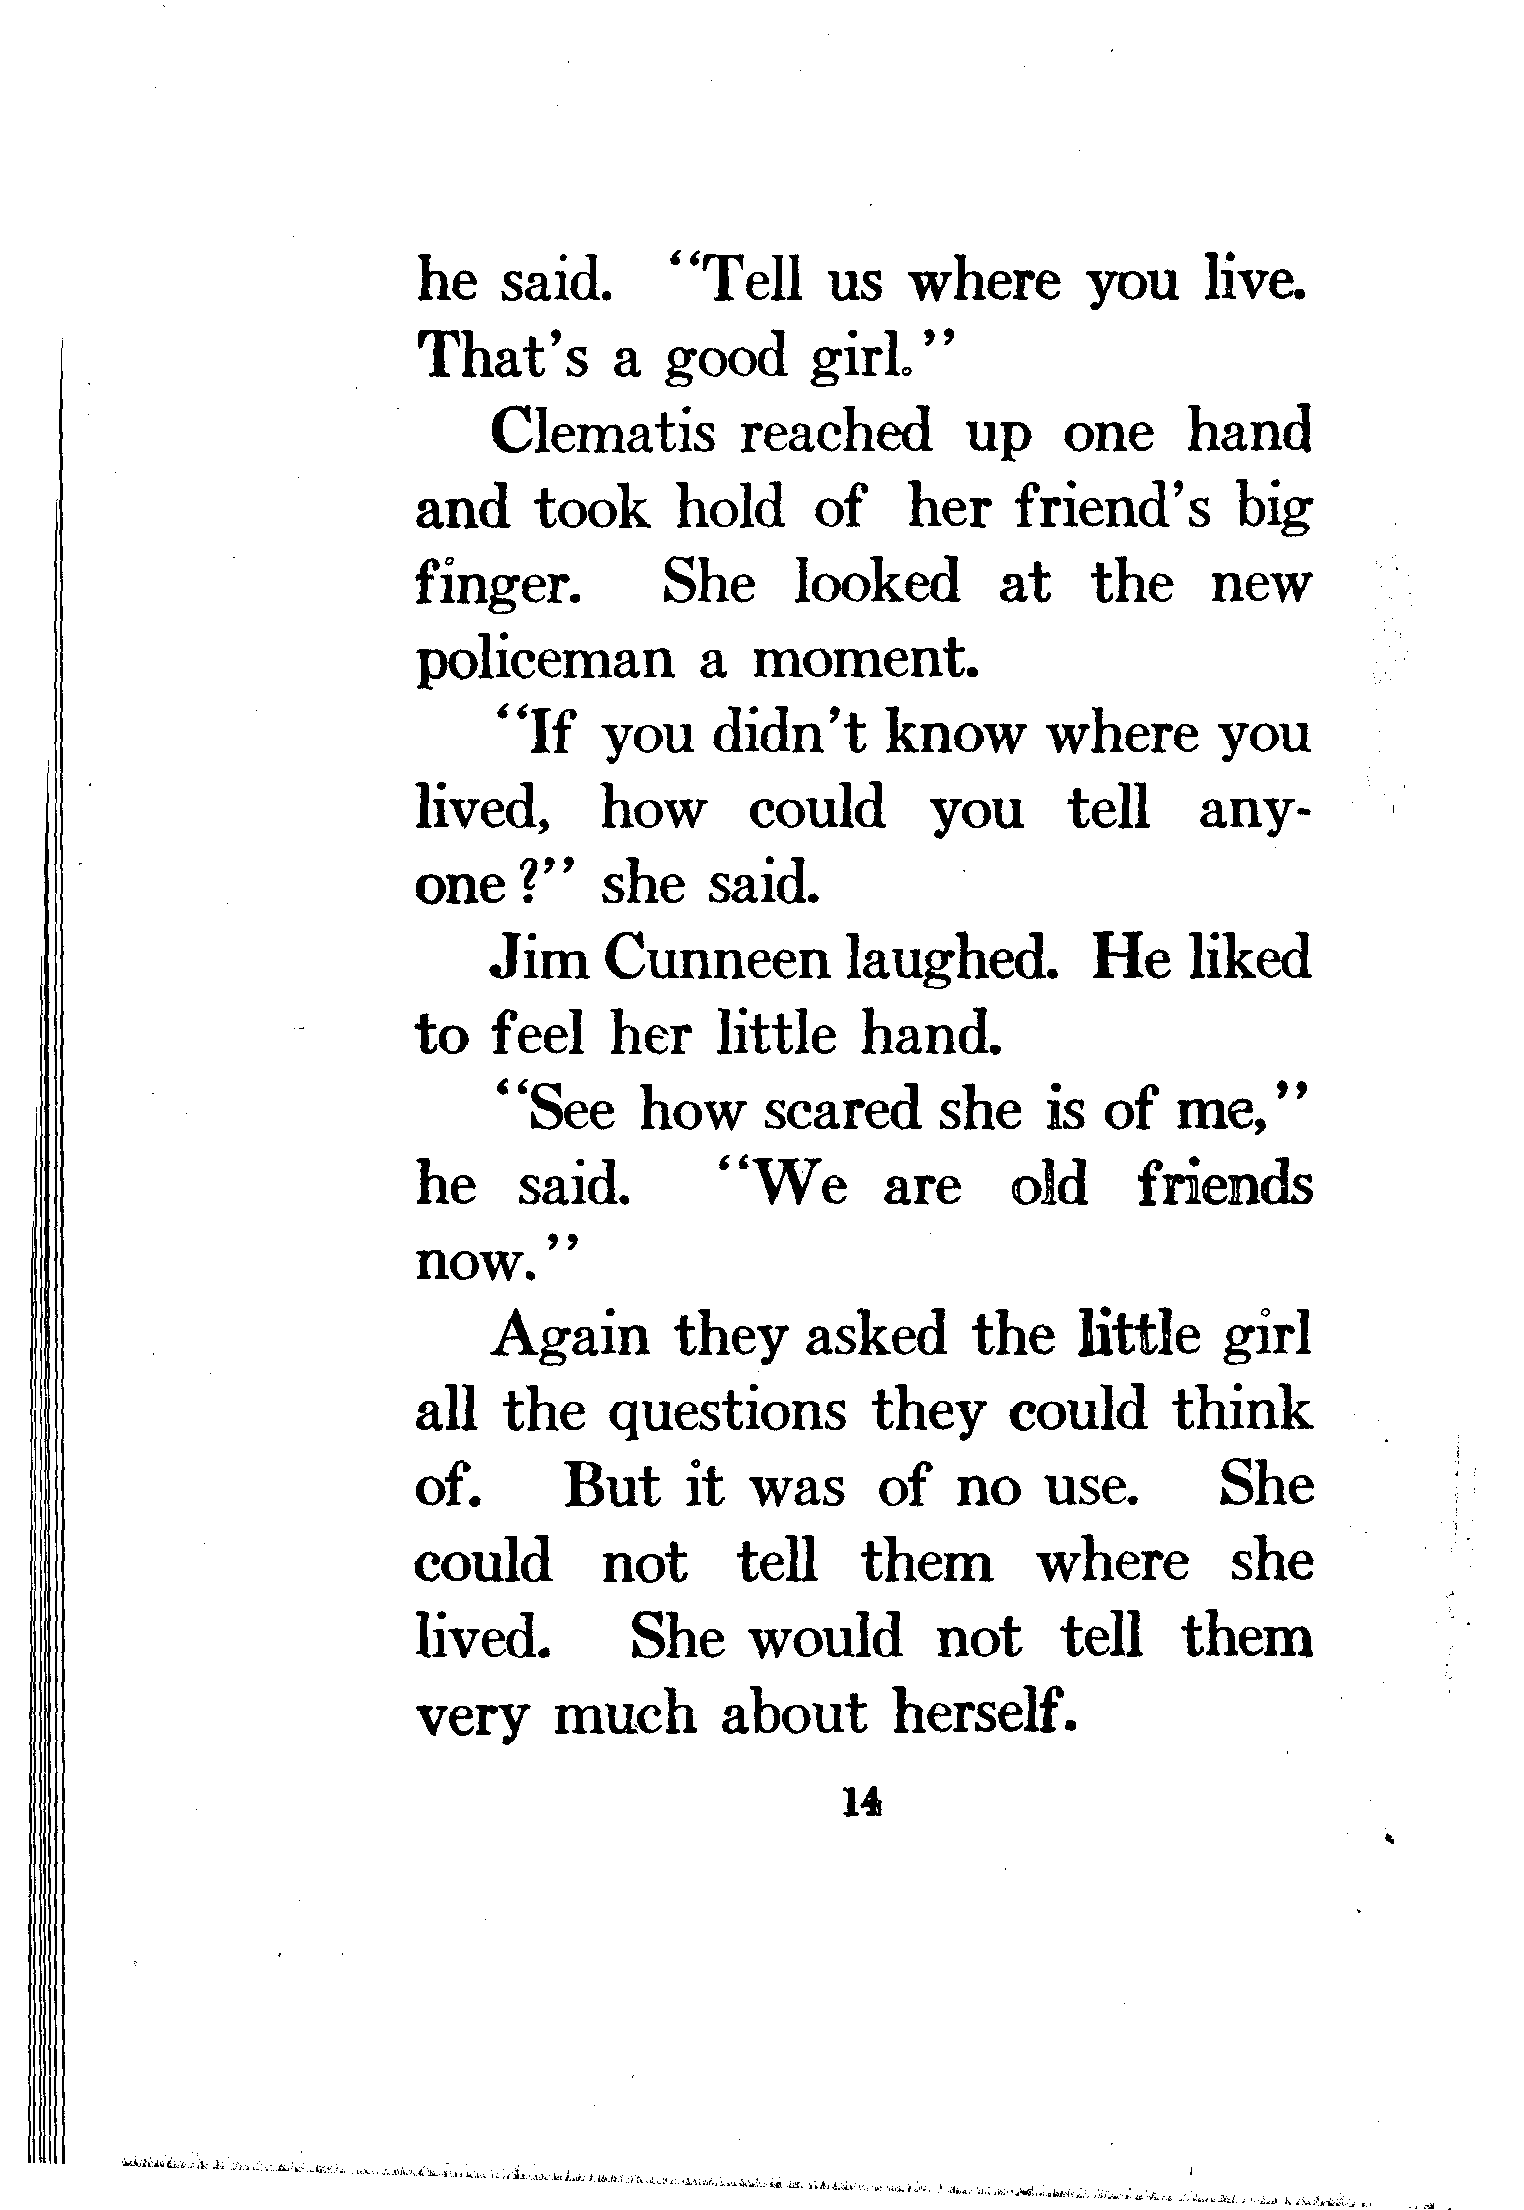 he said. "Tell us where you live.
That's a good girl."
Clematis reached up one hand
and took hold of her friend's big
finger. She looked at the new
policeman a moment.
"If you didn't know where you
lived, how could you tell any-
one?" she said.
Jim Cunneen laughed. He liked
to feel her little hand.
"See how scared she is of me,"
he said. "We are old friends
now."
Again they asked the little girl
all the questions they could think
of. But it was of no use. She
could not tell them where she
lived. She would not tell them
very much about herself.
14